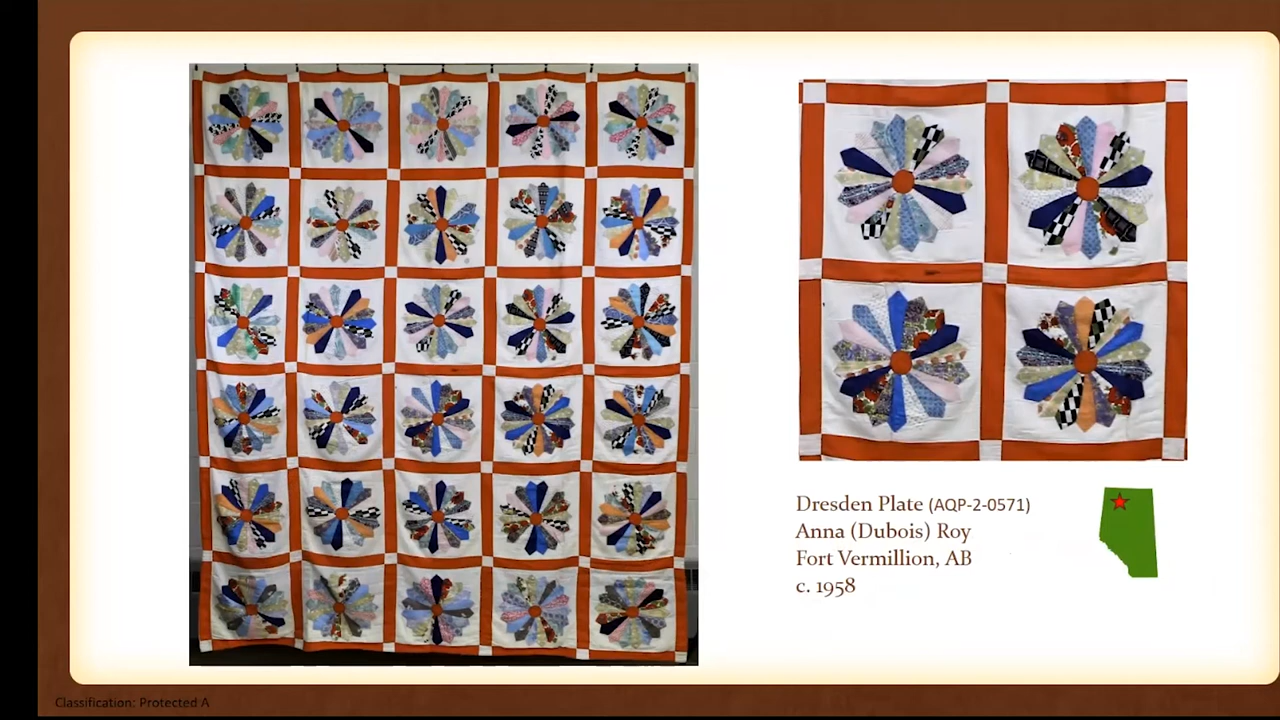 Dresden Plate (AQP-2-0571)
Anna (Dubois) Roy
Fort Vermillion, AB
c. 1958
Classification: Protected A